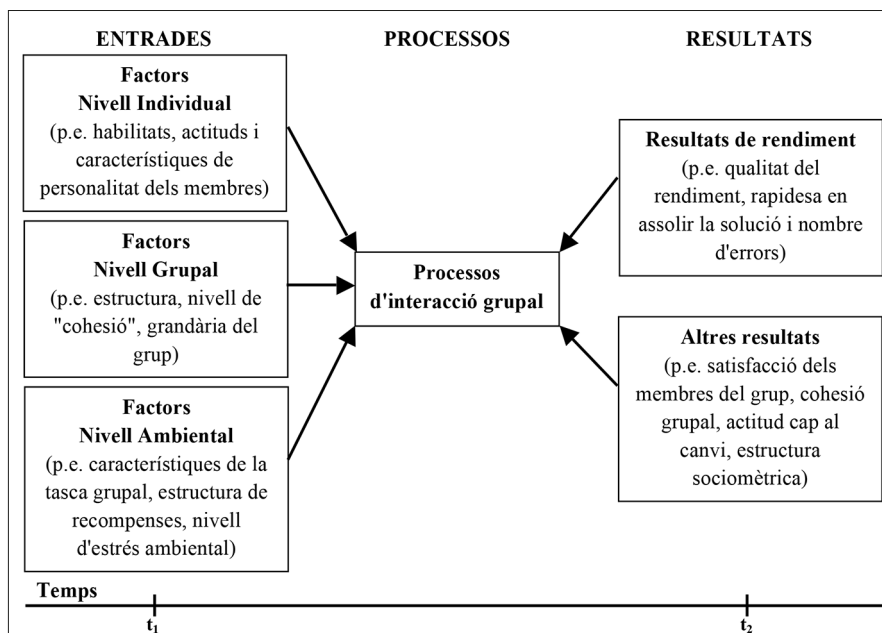 ENTRADES
PROCESSOS
RESULTATS
Factors
Nivell Individual
(p.e. habilitats, actituds i
característiques de
personalitat dels membres)
Factors
Nivell Grupal
(p.e. estructura, nivell de
"cohesió", grandària del
grup)
Factors
Nivell Ambiental
(p.e. característiques de la
tasca grupal, estructura de
recompenses, nivell
d'estrés ambiental)
Processos
d'interacció grupal
Resultats de rendiment
(p.e. qualitat del
rendiment, rapidesa en
assolir la solució i nombre
d'errors)
Altres resultats
(p.e. satisfacció dels
membres del grup, cohesió
grupal, actitud cap al
canvi, estructura
sociomètrica)
Temps
t1
t2